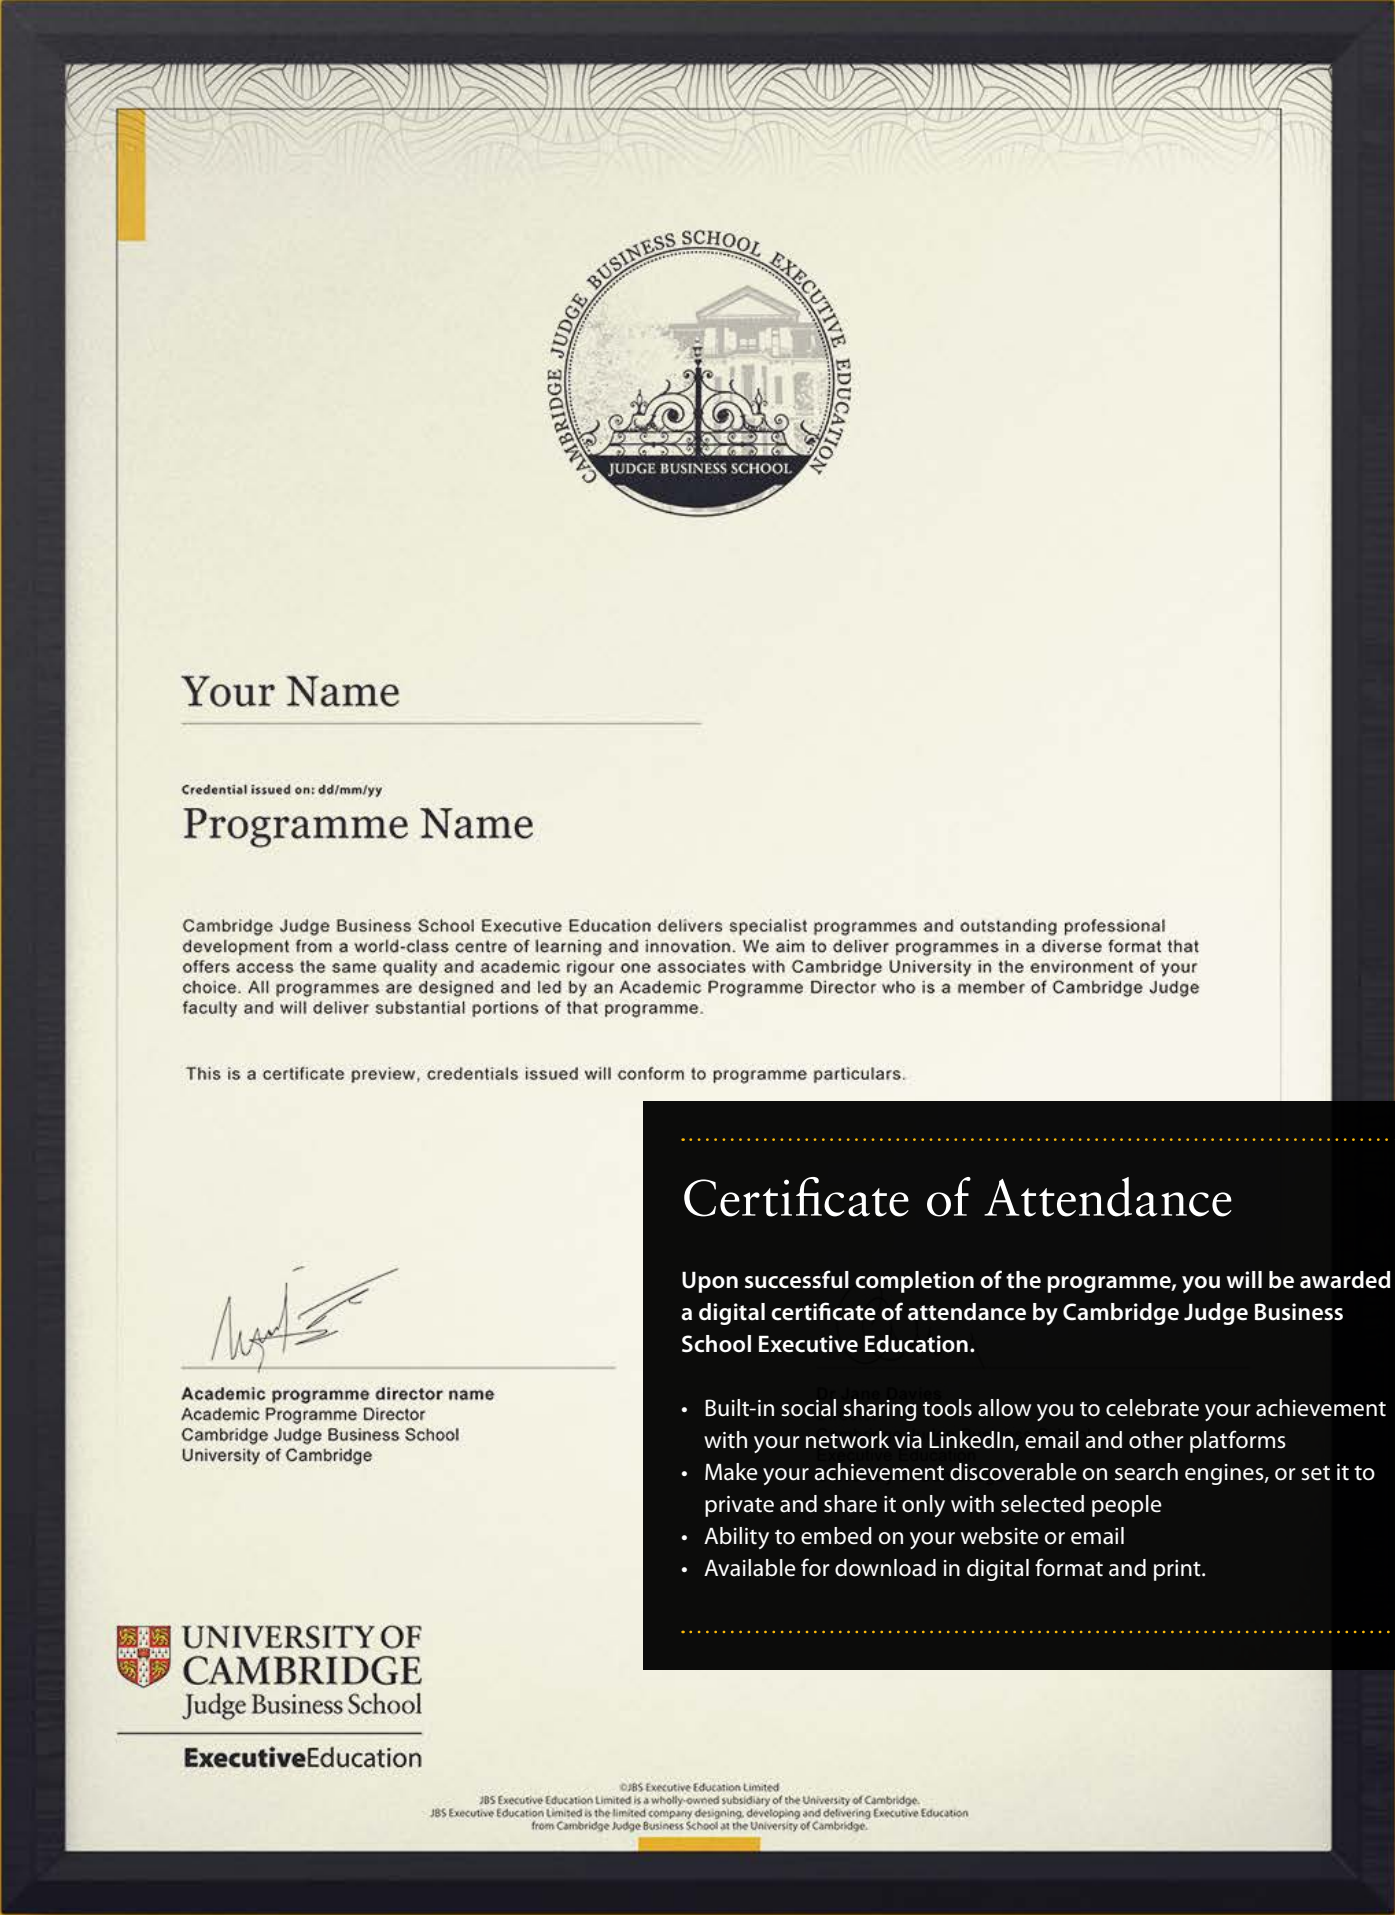 CAMBRIDGE JUDGE BUSINESS SCHOOL EXECUTIVE EDUCATION
JUDGE BUSINESS SCHOOL
Your Name
Credential issued on: dd/mm/yy
Programme Name
Cambridge Judge Business School Executive Education delivers specialist programmes and outstanding professional
development from a world-class centre of learning and innovation. We aim to deliver programmes in a diverse format that
offers access the same quality and academic rigour one associates with Cambridge University in the environment of your
choice. All programmes are designed and led by an Academic Programme Director who is a member of Cambridge Judge
faculty and will deliver substantial portions of that programme.
This is a certificate preview, credentials issued will conform to programme particulars.
Academic programme director name
Academic Programme Director
Cambridge Judge Business School
University of Cambridge
Certificate of Attendance
Upon successful completion of the programme, you will be awarded
a digital certificate of attendance by Cambridge Judge Business
School Executive Education.
Dr Jane Davies
• Built-in social sharing tools allow you to celebrate your achievement
with your network via LinkedIn, email and other platforms
• Make your achievement discoverable on search engines, or set it to
private and share it only with selected people
• Ability to embed on your website or email
• Available for download in digital format and print.
UNIVERSITY OF
CAMBRIDGE
Judge Business School
ExecutiveEducation
©JBS Executive Education Limited
JBS Executive Education Limited is a wholly-owned subsidiary of the University of Cambridge.
JBS Executive Education Limited is the limited company designing, developing and delivering Executive Education
from Cambridge Judge Business School at the University of Cambridge.